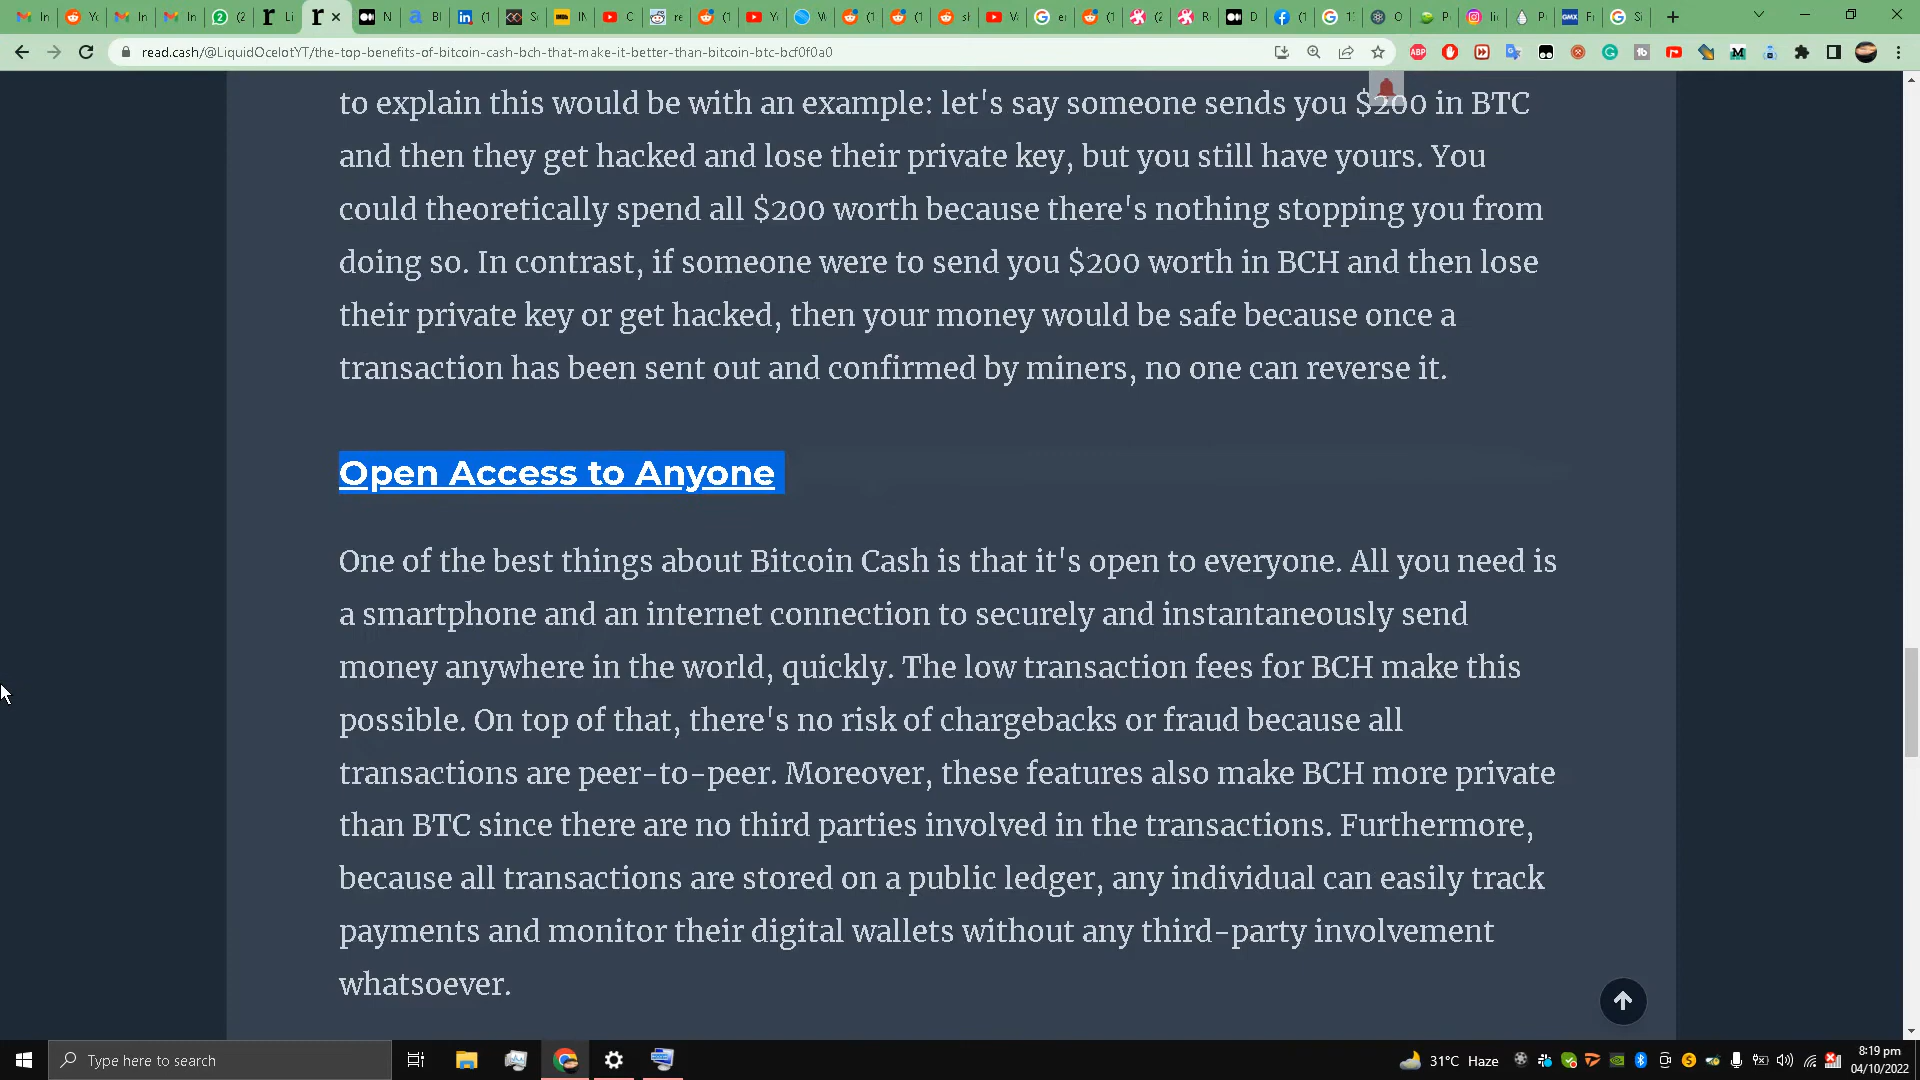 read.cash/@LiquidOcelotYT/the-top-benefits-of-bitcoin-cash-bch-that-make-it-better-than-bitcoin-btc-bcf0f0a0
to explain this would be with an example: let's say someone sends you $200 in BTC
and then they get hacked and lose their private key, but you still have yours. You
could theoretically spend all $200 worth because there's nothing stopping you from
doing so. In contrast, if someone were to send you $200 worth in BCH and then lose
their private key or get hacked, then your money would be safe because once a
transaction has been sent out and confirmed by miners, no one can reverse it.
Open Access to Anyone
One of the best things about Bitcoin Cash is that it's open to everyone. All you need is
a smartphone and an internet connection to securely and instantaneously send
money anywhere in the world, quickly. The low transaction fees for BCH make this
possible. On top of that, there's no risk of chargebacks or fraud because all
transactions are peer-to-peer. Moreover, these features also make BCH more private
than BTC since there are no third parties involved in the transactions. Furthermore,
because all transactions are stored on a public ledger, any individual can easily track
payments and monitor their digital wallets without any third-party involvement
whatsoever.
Type here to search
31°C Haze
8:19 pm
04/10/2022